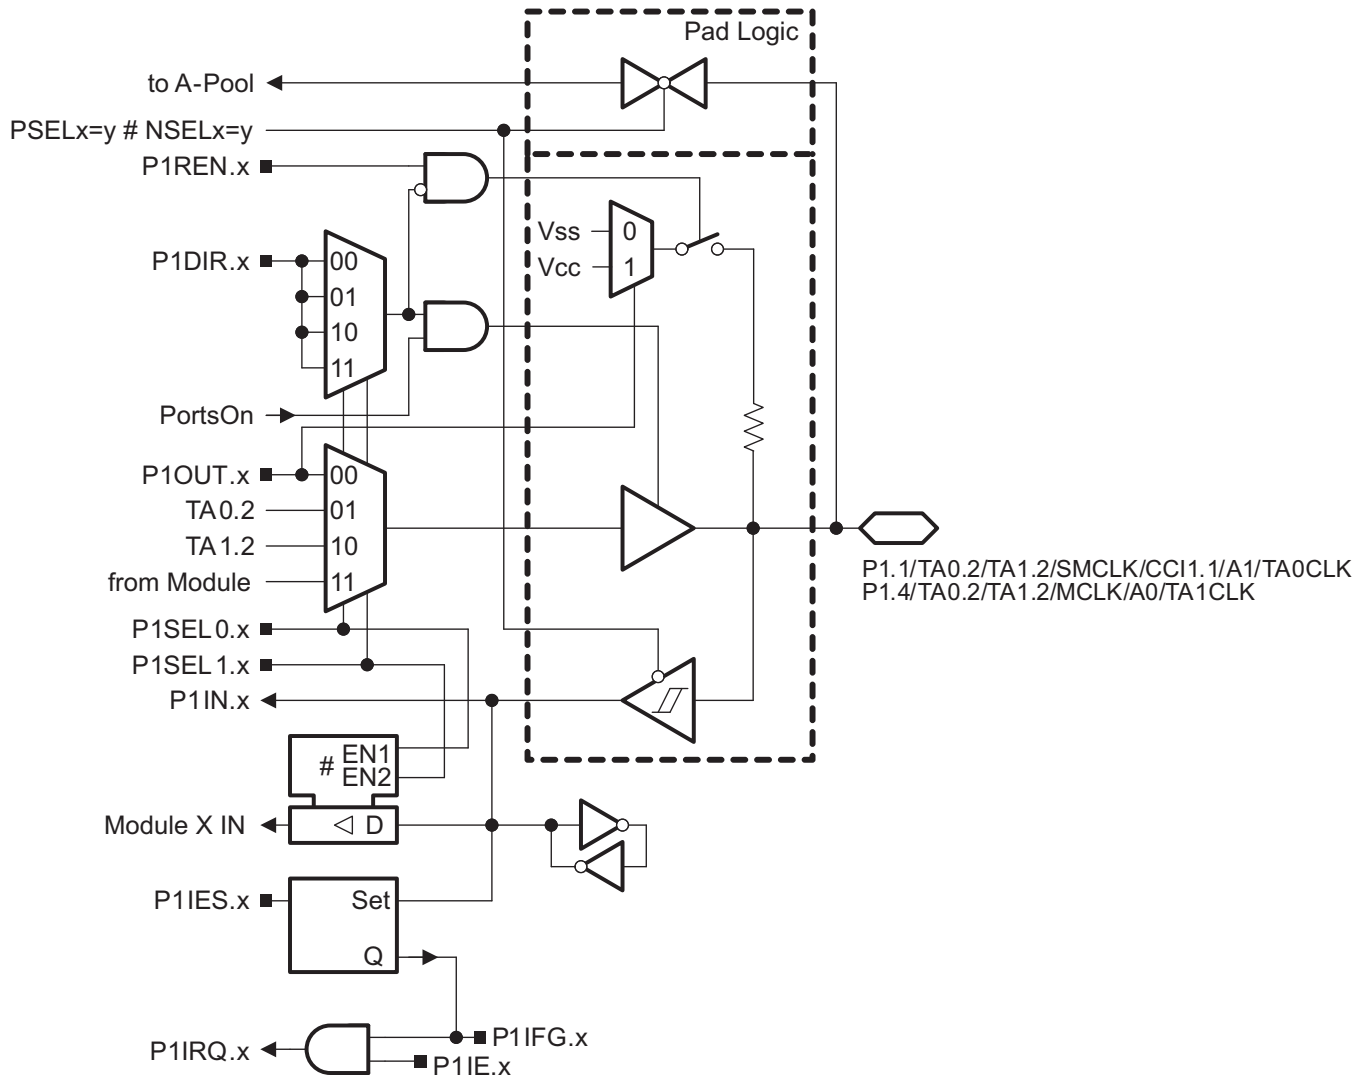 Pad Logic
to A-Pool
PSELx=y # NSELx=y
P1REN.x
Vss 0
Vcc 1
P1DIR.x 00
01
10
11
PortsOn
P1OUT.x 00
TA0.2 01
TA1.2 10
from Module 11
P1.1/TA0.2/TA1.2/SMCLK/CCI1.1/A1/TA0CLK
P1.4/TA0.2/TA1.2/MCLK/A0/TA1CLK
P1SEL0.x
P1SEL1.x
P1IN.x
# EN1
EN2
Module X IN D
P1IES.x Set
Q
P1IFG.x
P1IRQ.x
P1IE.x